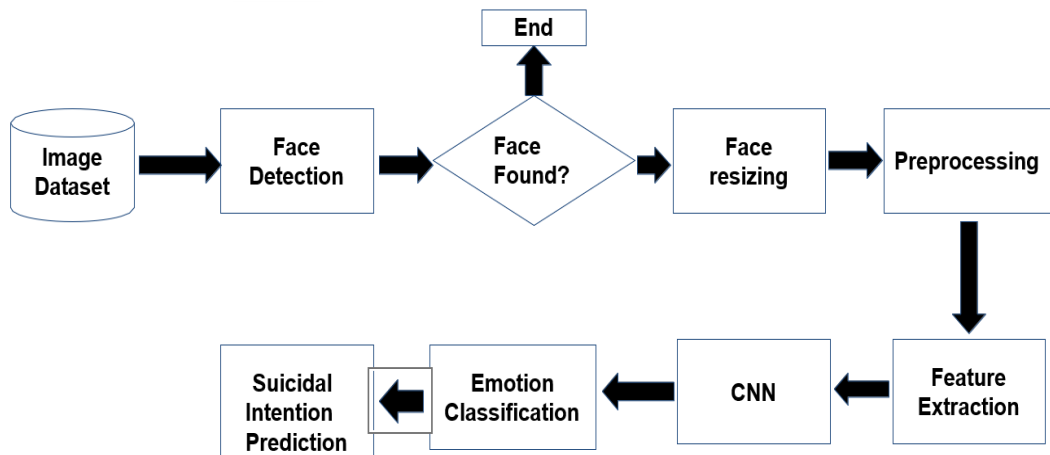 End
Image
Dataset
Face
Detection
Face
Found?
Face
resizing
Preprocessing
Suicidal
Intention
Prediction
Emotion
Classification
CNN
Feature
Extraction